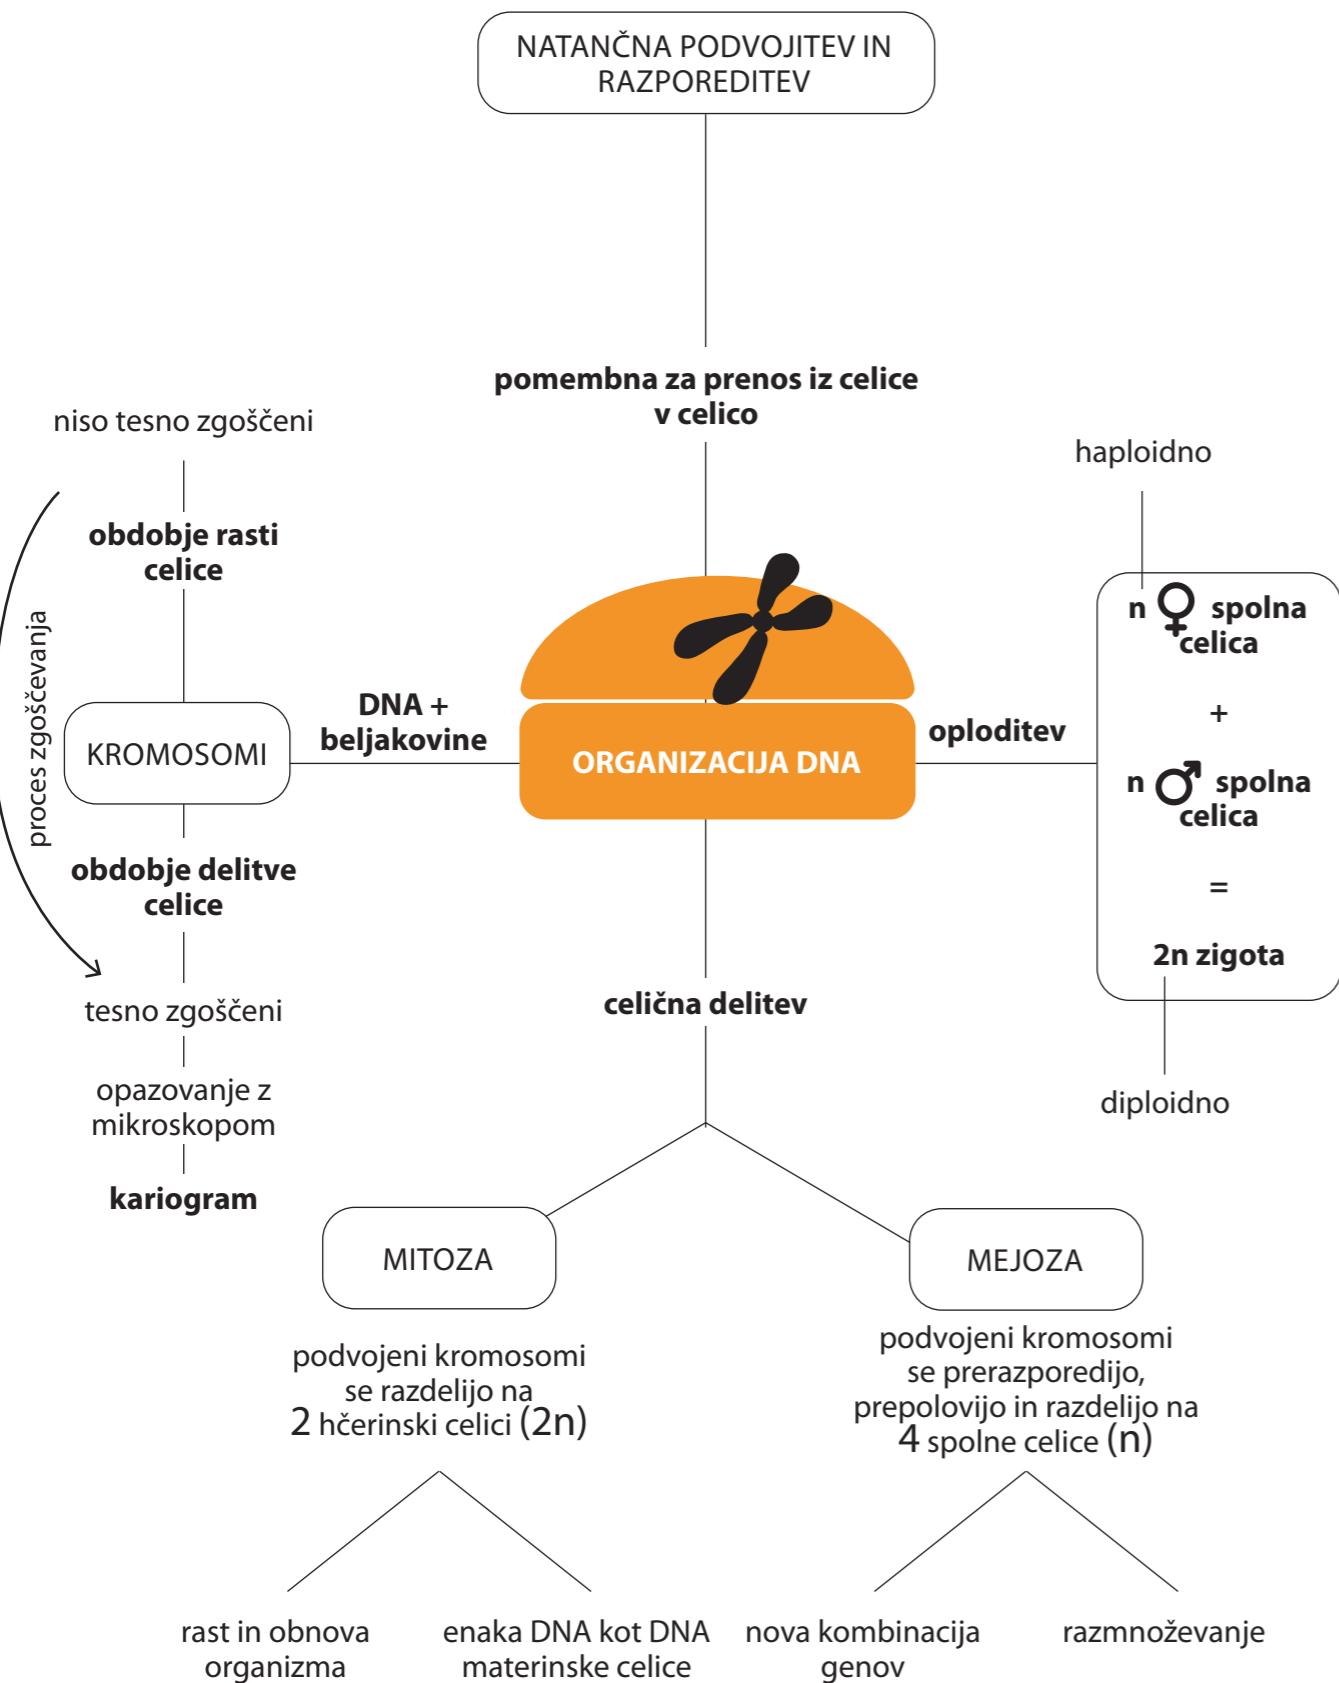 NATANČNA PODVOJITEV IN
RAZPOREDITEV
pomembna za prenos iz celice
v celico
niso tesno zgoščeni
obdobje rasti
celice
proces zgoščevanja
KROMOSOMI
obdobje delitve
celice
tesno zgoščeni
opazovanje z
mikroskopom
kariogram
DNA +
beljakovine
ORGANIZACIJA DNA
oploditev
haploidno
n ♀ spolna
celica
+
n ♂ spolna
celica
=
2n zigota
diploidno
celična delitev
MITOZA
podvojeni kromosomi
se razdelijo na
2 hčerinski celici (2n)
rast in obnova
organizma
enaka DNA kot DNA
materinske celice
MEJOZA
podvojeni kromosomi
se prerazporedijo,
prepolovijo in razdelijo na
4 spolne celice (n)
nova kombinacija
genov
razmnoževanje